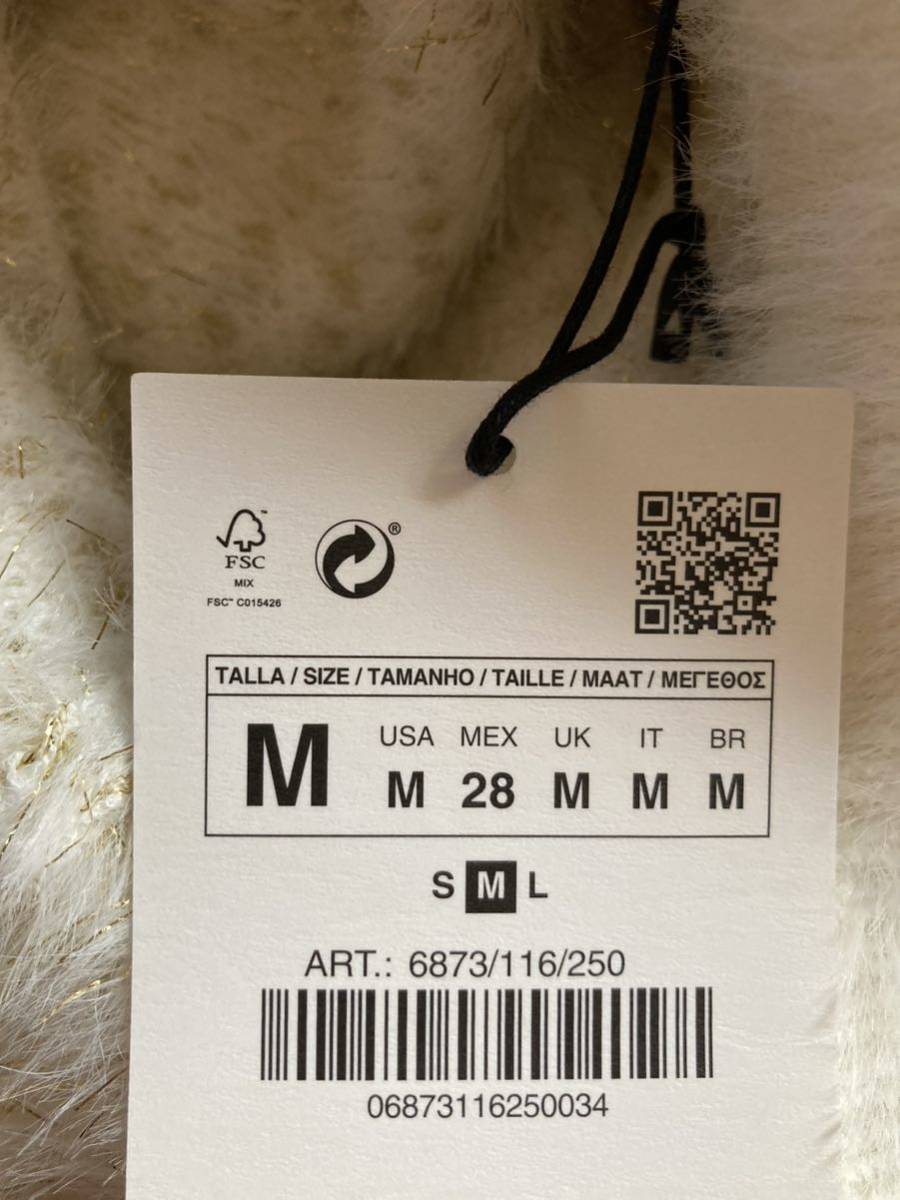 FSC™
MIX
FSC™ C015426
®
TALLA / SIZE / TAMANHO / TAILLE / MAAT / ΜΕΓΕΘΟΣ
M
USA MEX UK IT BR
M 28 M M M
S M L
ART.: 6873/116/250
06873116250034